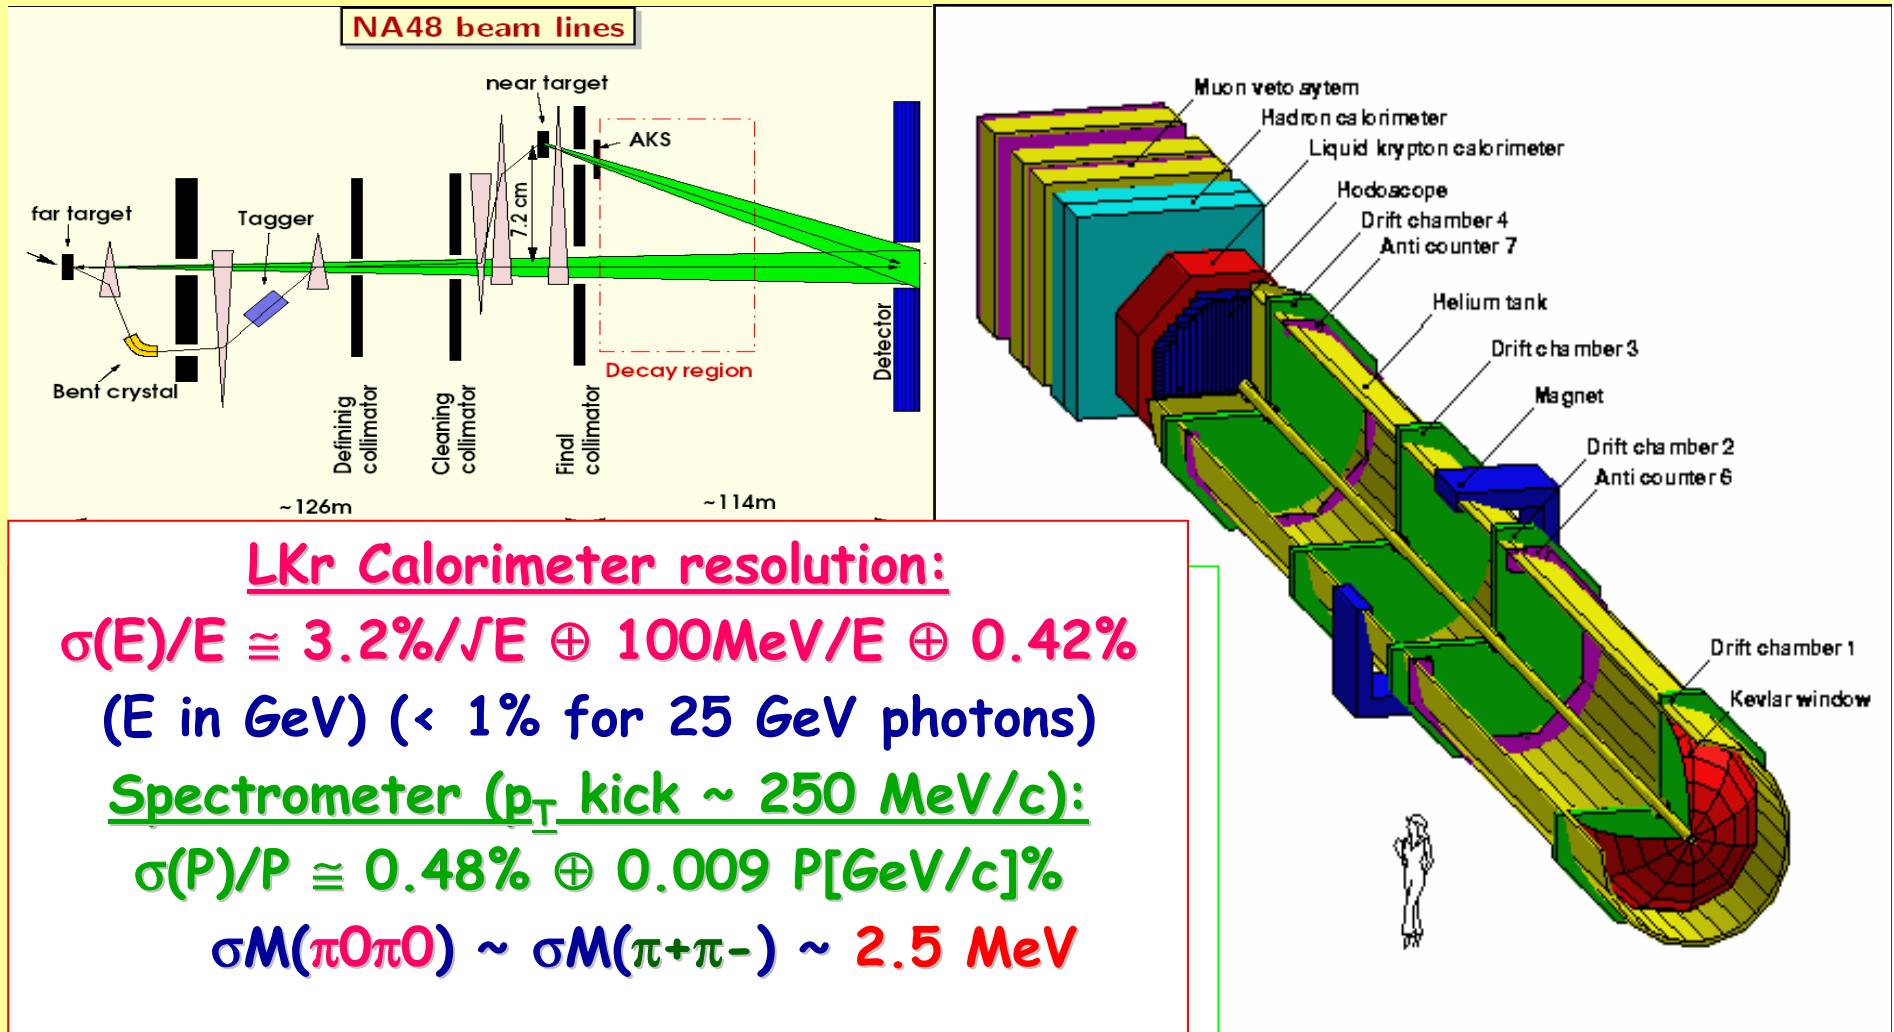 NA48 beam lines
near target
AKS
7.2 cm
far target
Tagger
Bent crystal
Defining
collimator
Cleaning
collimator
Final
collimator
Decay region
Detector
~126m
~114m
Muon veto sytem
Hadron calorimeter
Liquid krypton calorimeter
Hodoscope
Drift chamber 4
Anti counter 7
Helium tank
Drift chamber 3
Magnet
Drift chamber 2
Anti counter 6
Drift chamber 1
Kevlar window
LKr Calorimeter resolution:
σ(E)/E ≅ 3.2%/√E ⊕ 100MeV/E ⊕ 0.42%
(E in GeV) (< 1% for 25 GeV photons)
Spectrometer (pT kick ~ 250 MeV/c):
σ(P)/P ≅ 0.48% ⊕ 0.009 P[GeV/c]%
σM(π0π0) ~ σM(π+π-) ~ 2.5 MeV